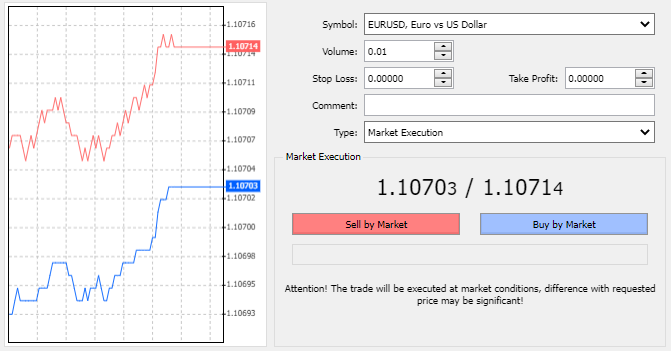 1.10716
1.10714
1.10714
1.10711
1.10709
1.10707
1.10704
1.10703
1.10702
1.10700
1.10698
1.10695
1.10693
Symbol: EURUSD, Euro vs US Dollar
Volume: 0.01
Stop Loss: 0.00000 Take Profit: 0.00000
Comment:
Type: Market Execution
Market Execution
1.10703 / 1.10714
Sell by Market Buy by Market
Attention! The trade will be executed at market conditions, difference with requested
price may be significant!